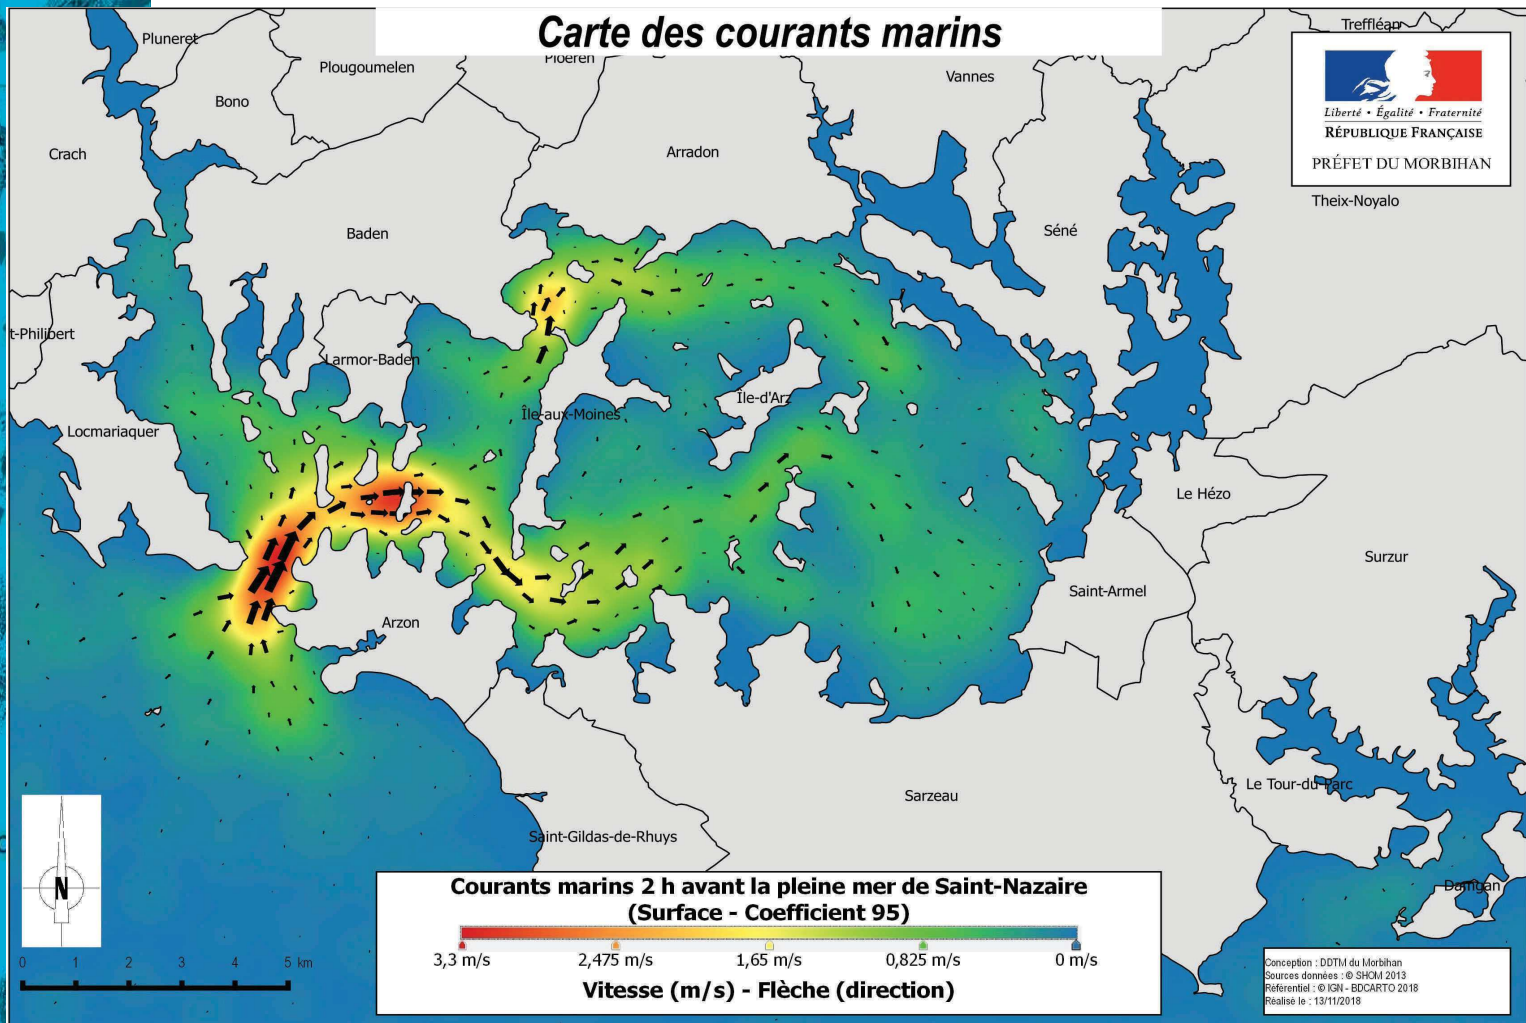 Carte des courants marins
Liberté • Égalité • Fraternité
RÉPUBLIQUE FRANÇAISE
PRÉFET DU MORBIHAN
Treffléan
Pluneret
Plougoumelen
Ploeren
Vannes
Bono
Crach
Arradon
Theix-Noyalo
Baden
Séné
t-Philibert
Larmor-Baden
Île-d'Arz
Île-aux-Moines
Locmariaquer
Le Hézo
Surzur
Saint-Armel
Arzon
Le Tour-du-Parc
Sarzeau
Saint-Gildas-de-Rhuys
Damgan
N
0 1 2 3 4 5 km
Courants marins 2 h avant la pleine mer de Saint-Nazaire
(Surface - Coefficient 95)
3,3 m/s 2,475 m/s 1,65 m/s 0,825 m/s 0 m/s
Vitesse (m/s) - Flèche (direction)
Conception : DDTM du Morbihan
Sources données : © SHOM 2013
Référentiel : © IGN - BDCARTO 2018
Réalisé le : 13/11/2018